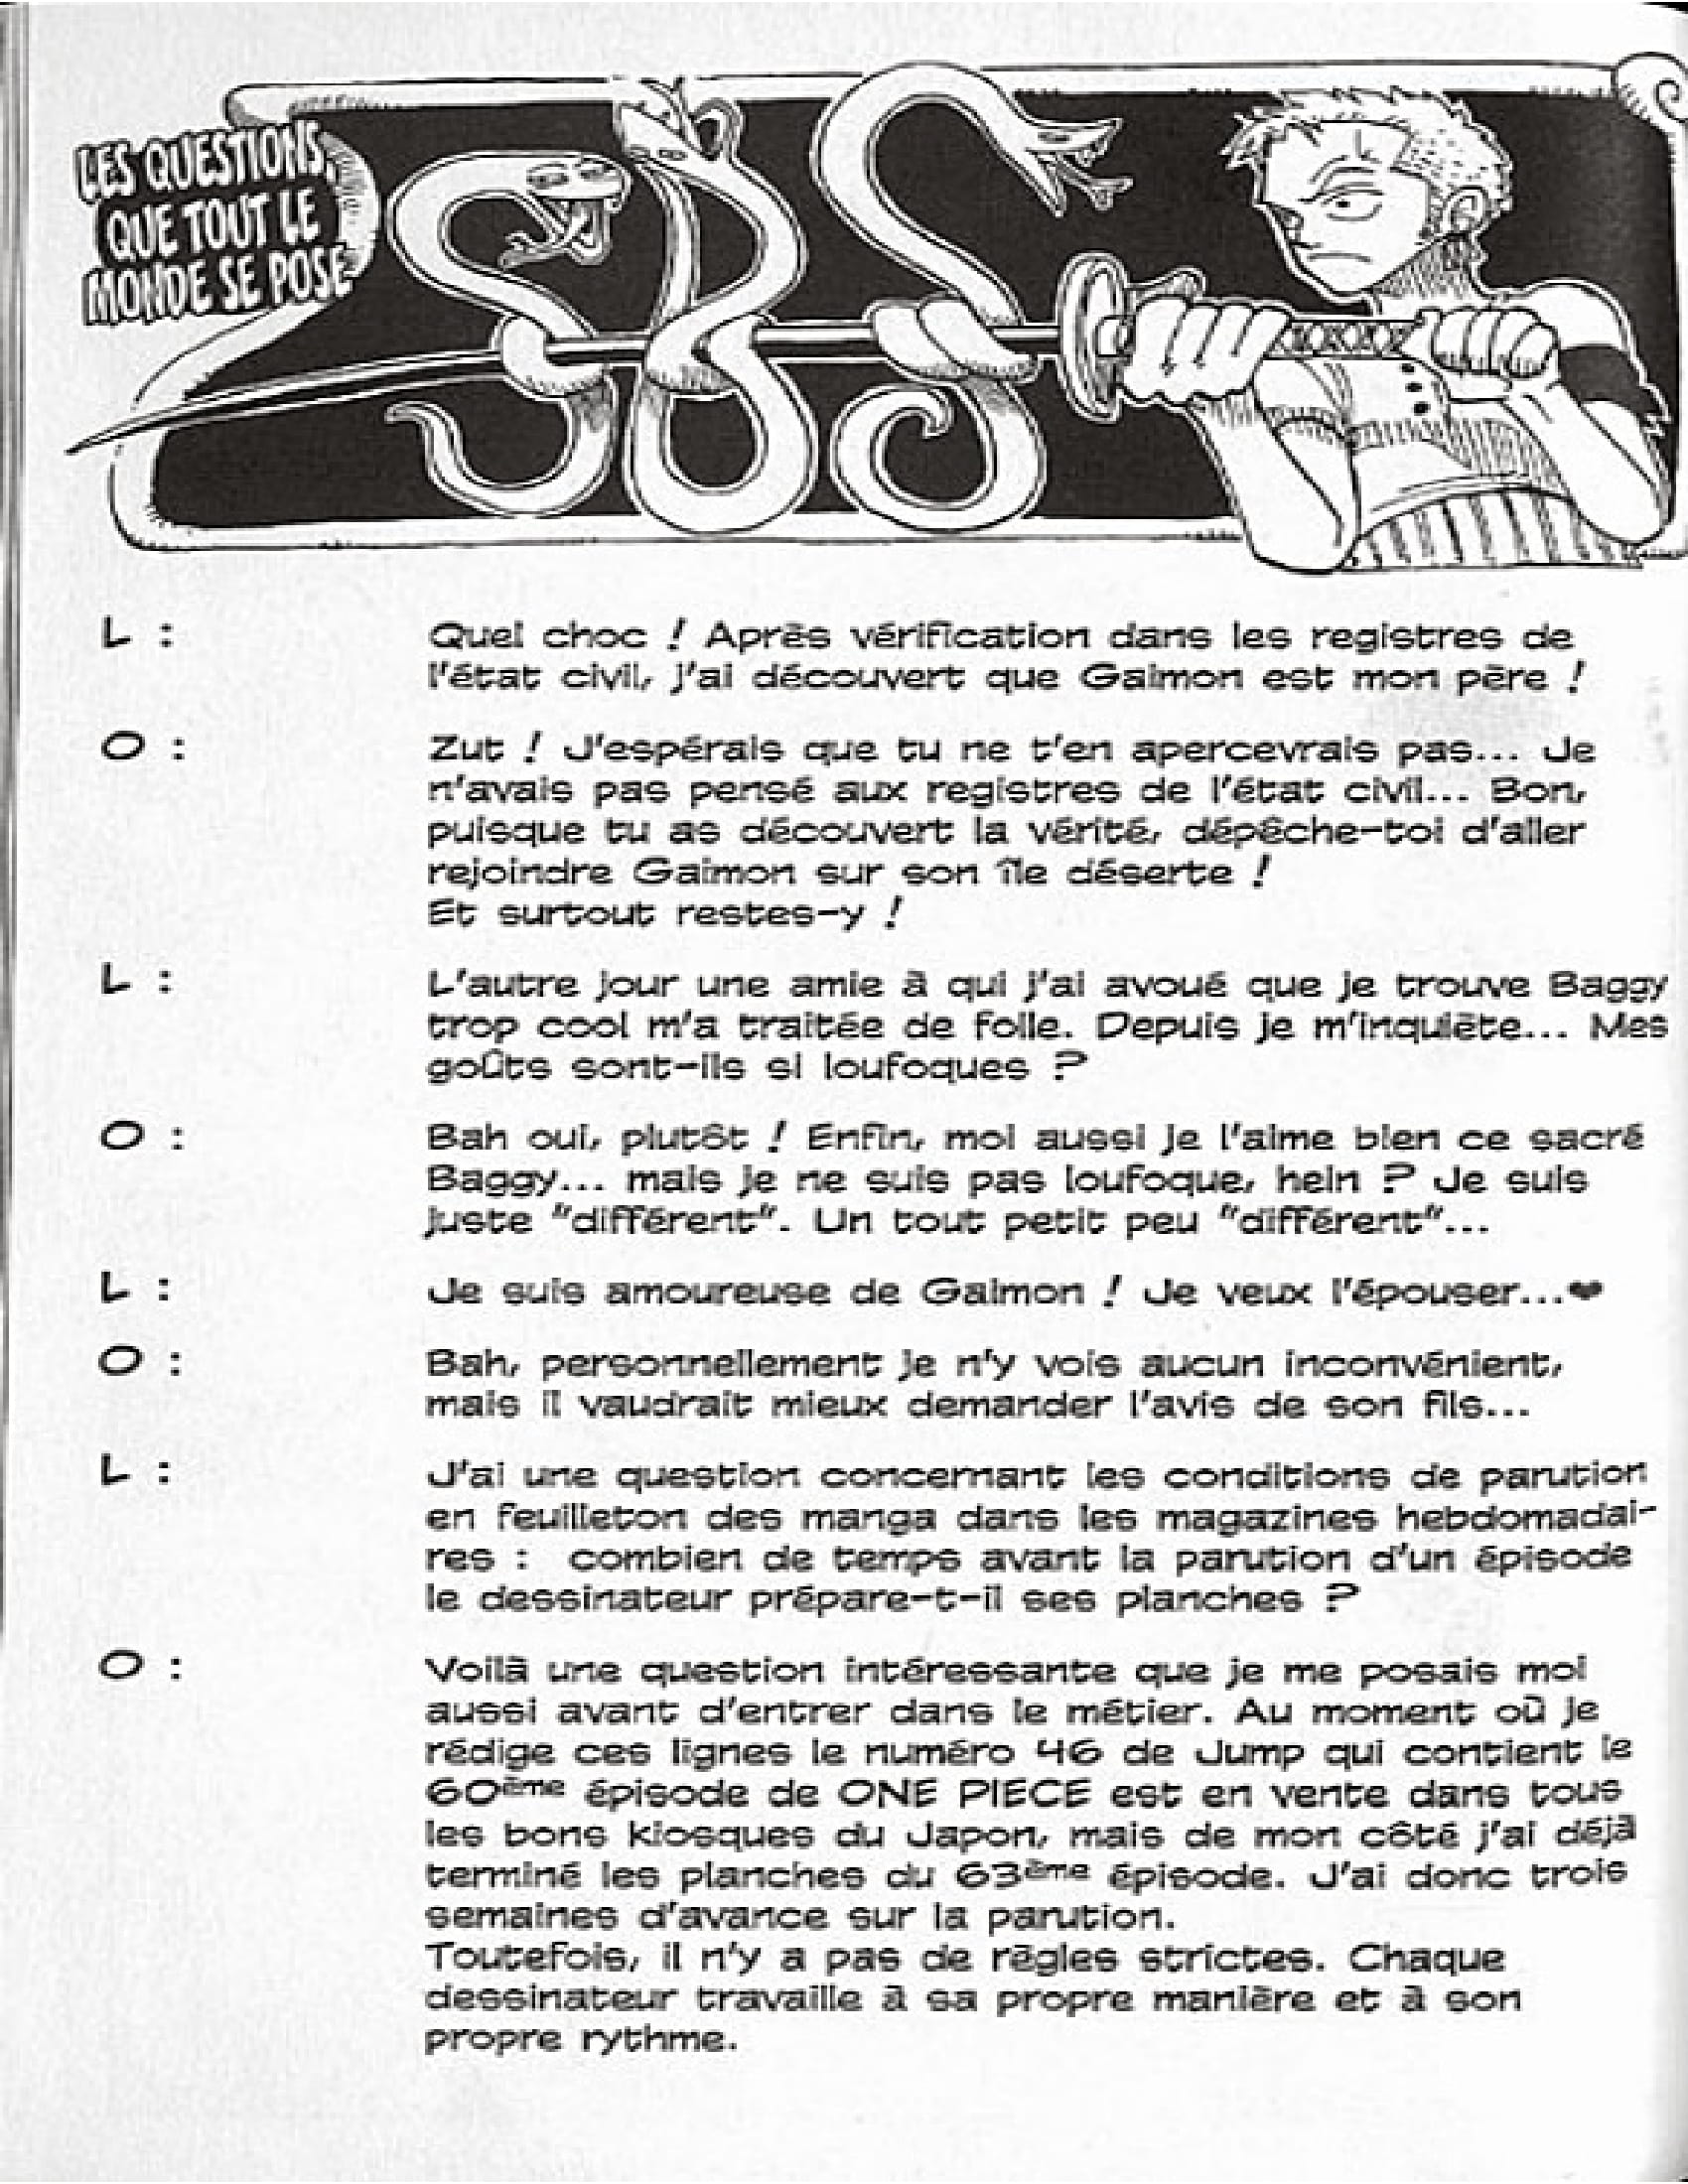 LES QUESTIONS,
QUE TOUT LE
MONDE SE POSE
SBS
L : Quel choc ! Après vérification dans les registres de
l'état civil, j'ai découvert que Gaimon est mon père !
O : Zut ! J'espérais que tu ne t'en apercevrais pas... Je
n'avais pas pensé aux registres de l'état civil... Bon,
puisque tu as découvert la vérité, dépêche-toi d'aller
rejoindre Gaimon sur son île déserte !
Et surtout restes-y !
L : L'autre jour une amie à qui j'ai avoué que je trouve Baggy
trop cool m'a traitée de folle. Depuis je m'inquiète... Mes
goûts sont-ils si loufoques ?
O : Bah oui, plutôt ! Enfin, moi aussi je l'aime bien ce sacré
Baggy... mais je ne suis pas loufoque, hein ? Je suis
juste "différent". Un tout petit peu "différent"...
L : Je suis amoureuse de Gaimon ! Je veux l'épouser...❤
O : Bah, personnellement je n'y vois aucun inconvénient,
mais il vaudrait mieux demander l'avis de son fils...
L : J'ai une question concernant les conditions de parution
en feuilleton des manga dans les magazines hebdomadai-
res : combien de temps avant la parution d'un épisode
le dessinateur prépare-t-il ses planches ?
O : Voilà une question intéressante que je me posais moi
aussi avant d'entrer dans le métier. Au moment où je
rédige ces lignes le numéro 46 de Jump qui contient le
60ème épisode de ONE PIECE est en vente dans tous
les bons kiosques du Japon, mais de mon côté j'ai déjà
terminé les planches du 63ème épisode. J'ai donc trois
semaines d'avance sur la parution.
Toutefois, il n'y a pas de règles strictes. Chaque
dessinateur travaille à sa propre manière et à son
propre rythme.